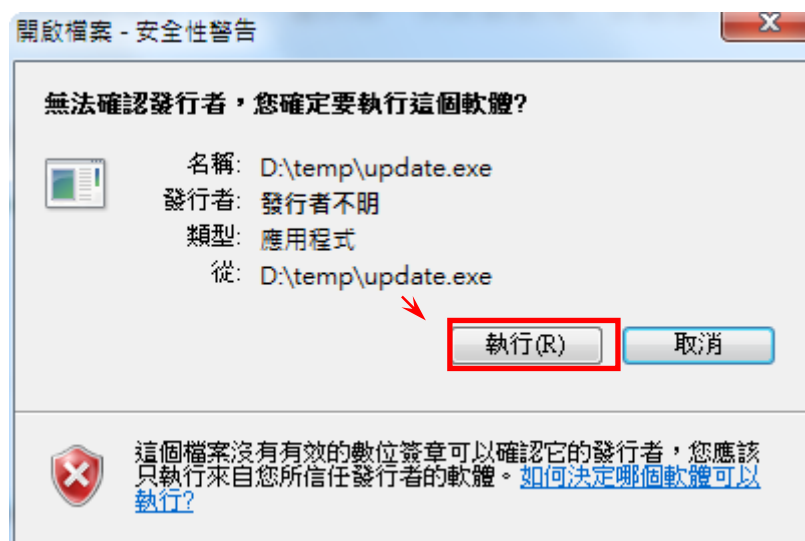 開啟檔案 - 安全性警告
無法確認發行者，您確定要執行這個軟體?
名稱: D:\temp\update.exe
發行者: 發行者不明
類型: 應用程式
從: D:\temp\update.exe
執行(R) 取消
這個檔案沒有有效的數位簽章可以確認它的發行者，您應該
只執行來自您所信任發行者的軟體。如何決定哪個軟體可以
執行?